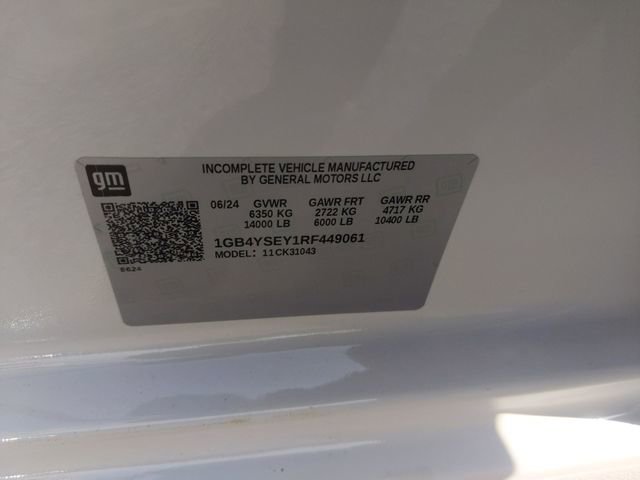 gm
INCOMPLETE VEHICLE MANUFACTURED
BY GENERAL MOTORS LLC
06/24 GVWR GAWR FRT GAWR RR
6350 KG 2722 KG 4717 KG
14000 LB 6000 LB 10400 LB
1GB4YSEY1RF449061
MODEL: 11CK31043
6624